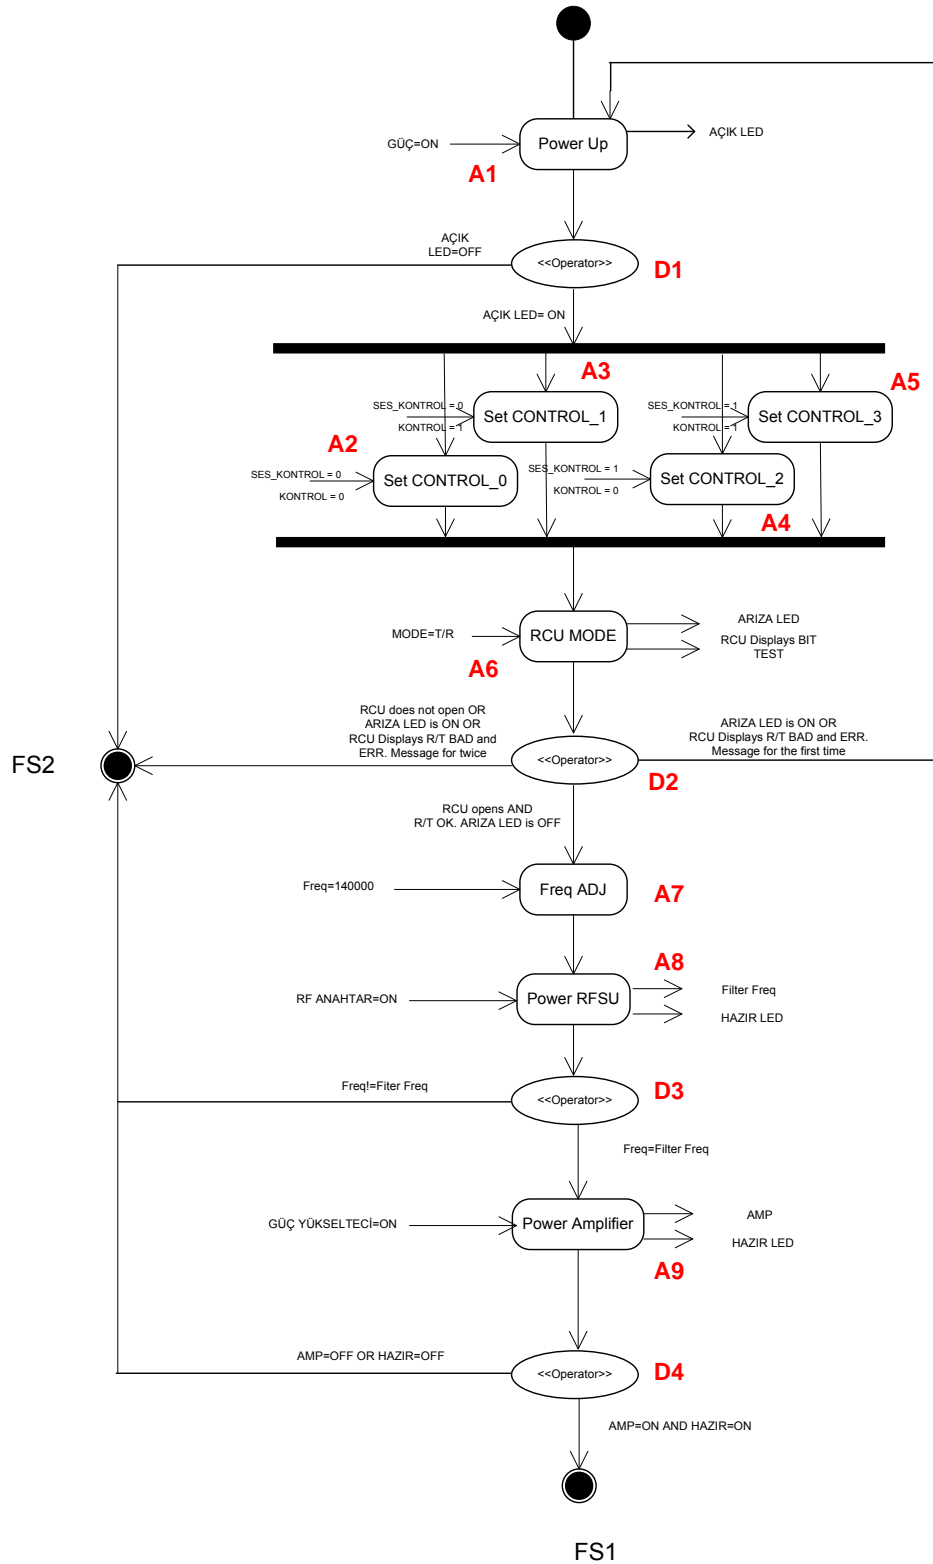 Power Up
AÇIK LED
GÜÇ=ON
A1
AÇIK
LED=OFF
<<Operator>>
D1
AÇIK LED= ON
A3
A5
SES_KONTROL = 0
KONTROL = 1
Set CONTROL_1
SES_KONTROL = 1
KONTROL = 1
Set CONTROL_3
A2
SES_KONTROL = 0
KONTROL = 0
Set CONTROL_0
SES_KONTROL = 1
KONTROL = 0
Set CONTROL_2
A4
MODE=T/R
RCU MODE
ARIZA LED
RCU Displays BIT
TEST
A6
RCU does not open OR
ARIZA LED is ON OR
RCU Displays R/T BAD and
ERR. Message for twice
ARIZA LED is ON OR
RCU Displays R/T BAD and ERR.
Message for the first time
FS2
<<Operator>>
D2
RCU opens AND
R/T OK. ARIZA LED is OFF
Freq=140000
Freq ADJ
A7
A8
RF ANAHTAR=ON
Power RFSU
Filter Freq
HAZIR LED
Freq!=Fiter Freq
<<Operator>>
D3
Freq=Filter Freq
GÜÇ YÜKSELTECİ=ON
Power Amplifier
AMP
HAZIR LED
A9
AMP=OFF OR HAZIR=OFF
<<Operator>>
D4
AMP=ON AND HAZIR=ON
FS1